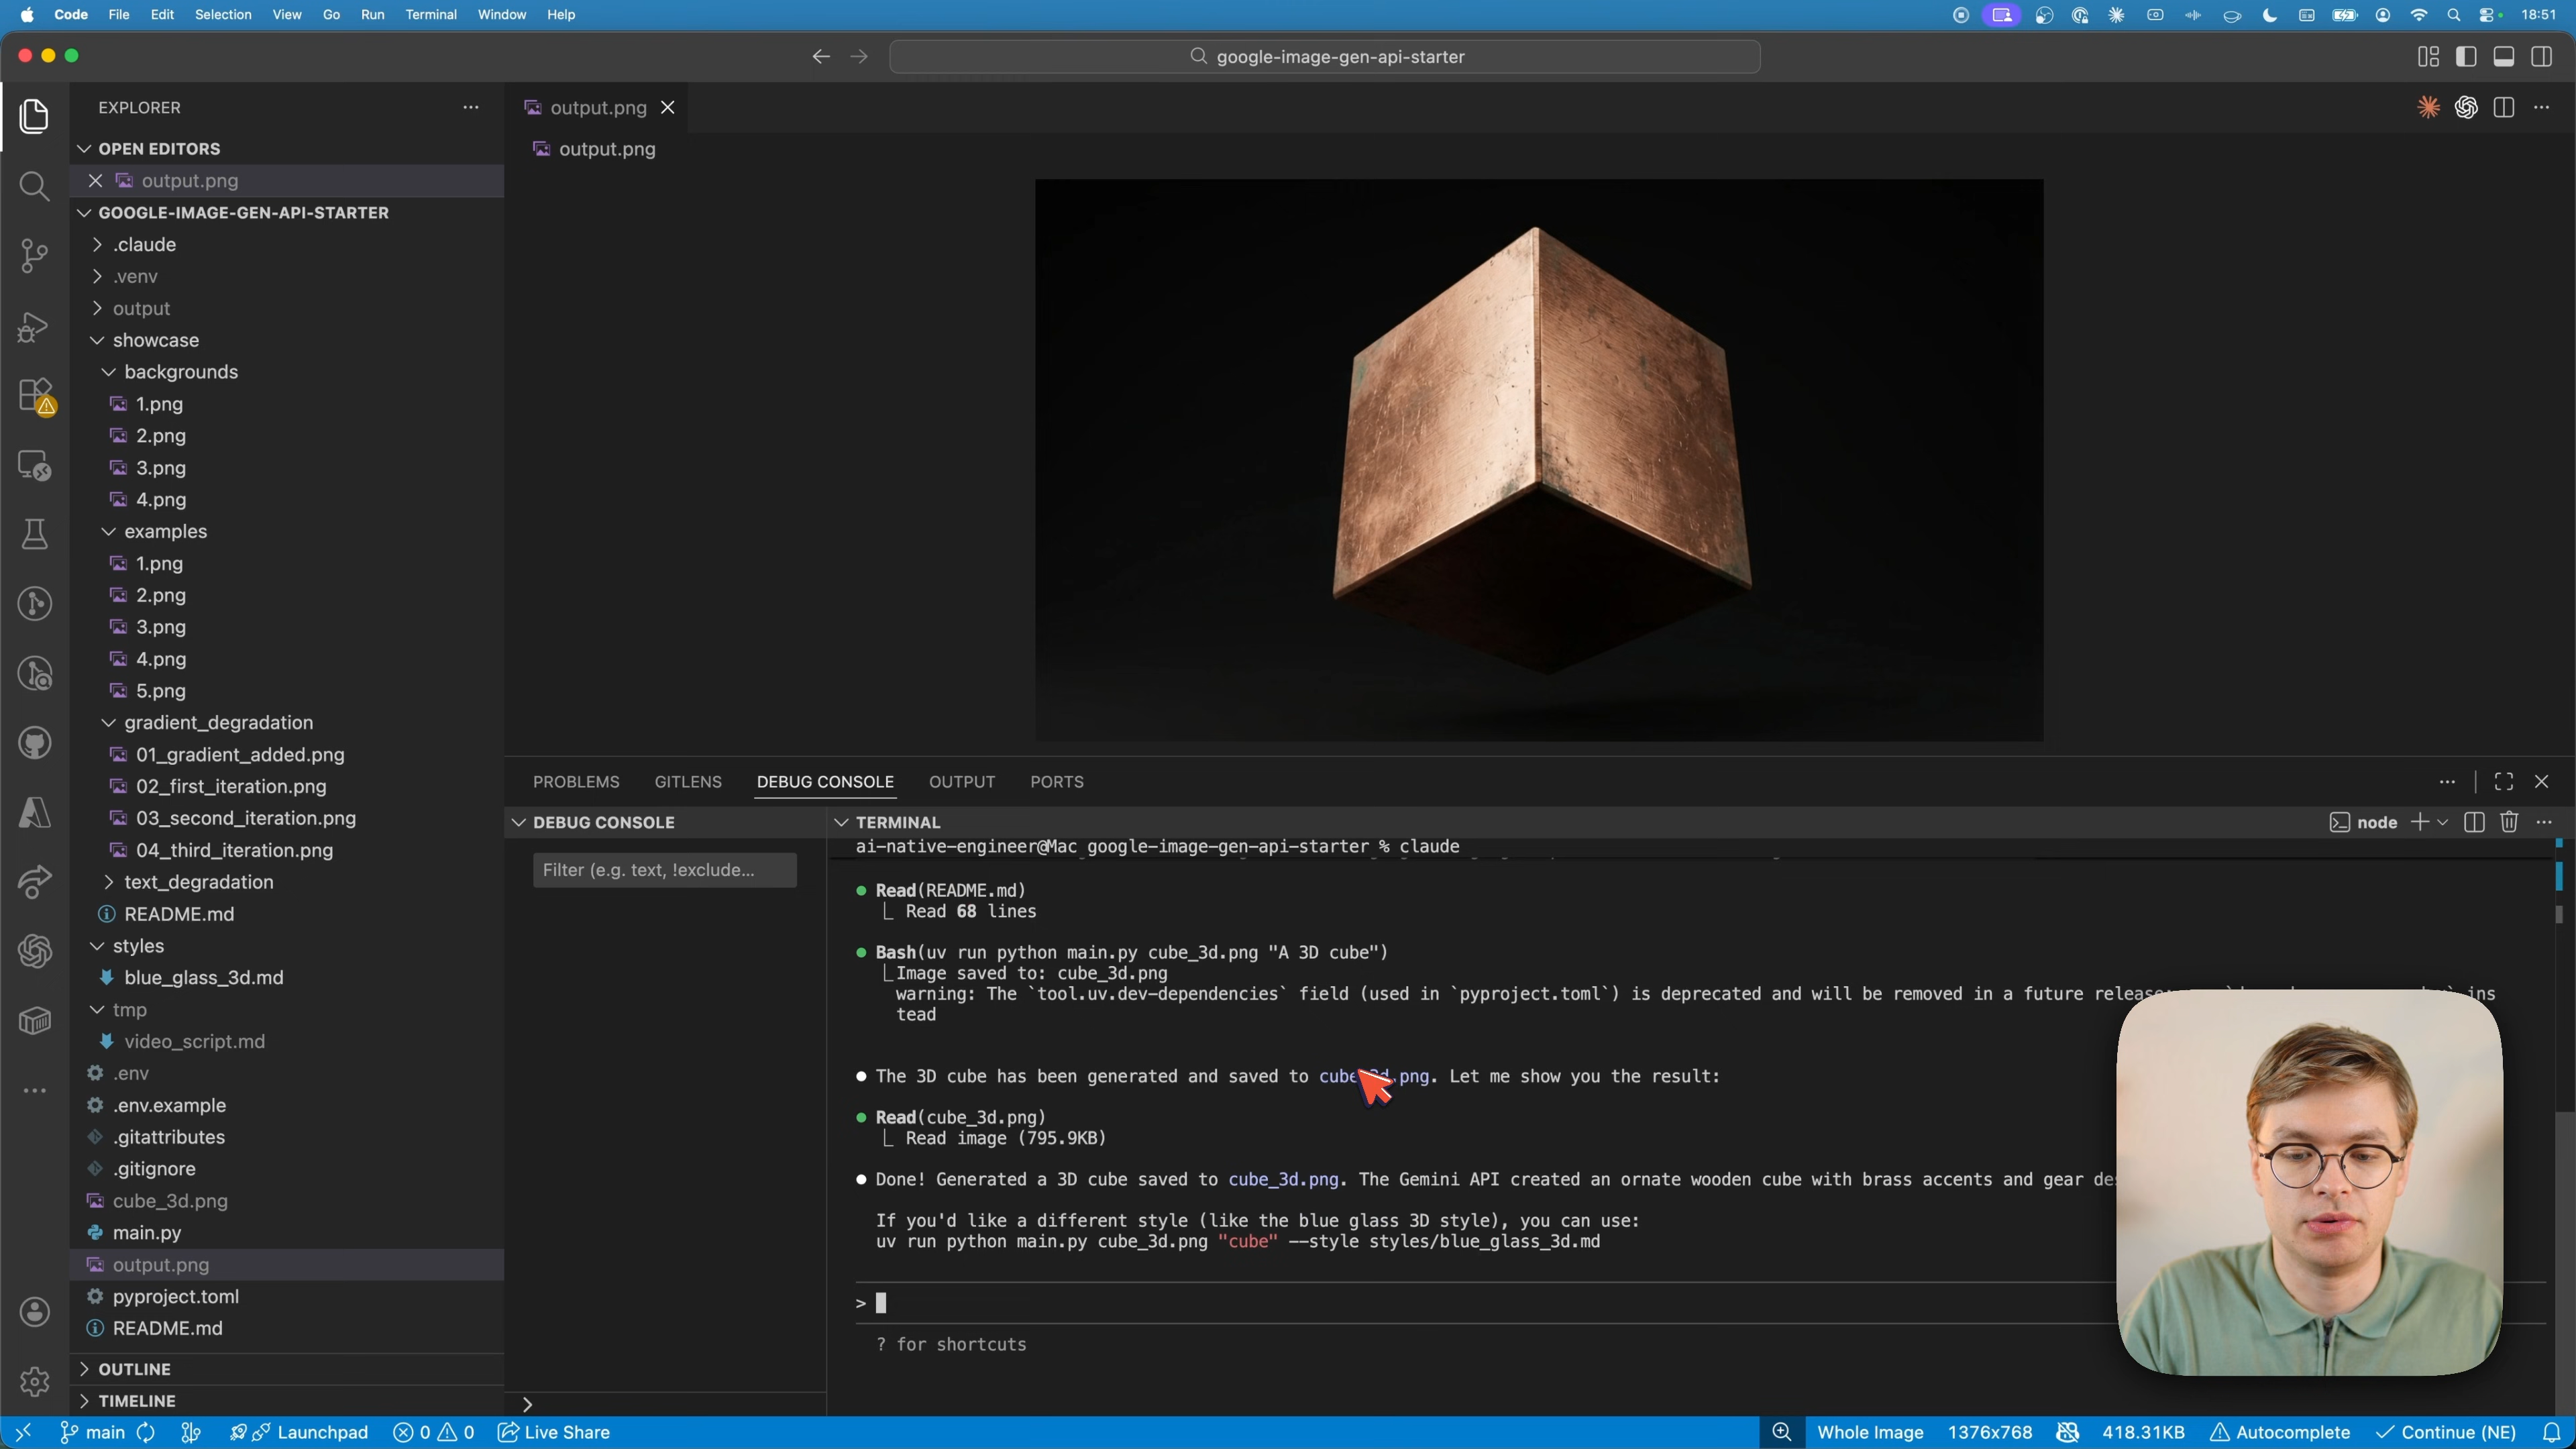 Code File Edit Selection View Go Run Terminal Window Help 18:51
google-image-gen-api-starter
EXPLORER
OPEN EDITORS
output.png
GOOGLE-IMAGE-GEN-API-STARTER
.claude
.venv
output
showcase
backgrounds
1.png
2.png
3.png
4.png
examples
1.png
2.png
3.png
4.png
5.png
gradient_degradation
01_gradient_added.png
02_first_iteration.png
03_second_iteration.png
04_third_iteration.png
text_degradation
README.md
styles
blue_glass_3d.md
tmp
video_script.md
.env
.env.example
.gitattributes
.gitignore
cube_3d.png
main.py
output.png
pyproject.toml
README.md
OUTLINE
TIMELINE
output.png
output.png
PROBLEMS GITLENS DEBUG CONSOLE OUTPUT PORTS
DEBUG CONSOLE
Filter (e.g. text, !exclude...
TERMINAL
node
ai-native-engineer@Mac google-image-gen-api-starter % claude
Read(README.md)
Read 68 lines
Bash(uv run python main.py cube_3d.png "A 3D cube")
Image saved to: cube_3d.png
warning: The `tool.uv.dev-dependencies` field (used in `pyproject.toml`) is deprecated and will be removed in a future release; ins
tead
The 3D cube has been generated and saved to cube_3d.png. Let me show you the result:
Read(cube_3d.png)
Read image (795.9KB)
Done! Generated a 3D cube saved to cube_3d.png. The Gemini API created an ornate wooden cube with brass accents and gear
If you'd like a different style (like the blue glass 3D style), you can use:
uv run python main.py cube_3d.png "cube" --style styles/blue_glass_3d.md
>
? for shortcuts
main Launchpad 0 0 Live Share Whole Image 1376x768 418.31KB Autocomplete Continue (NE)